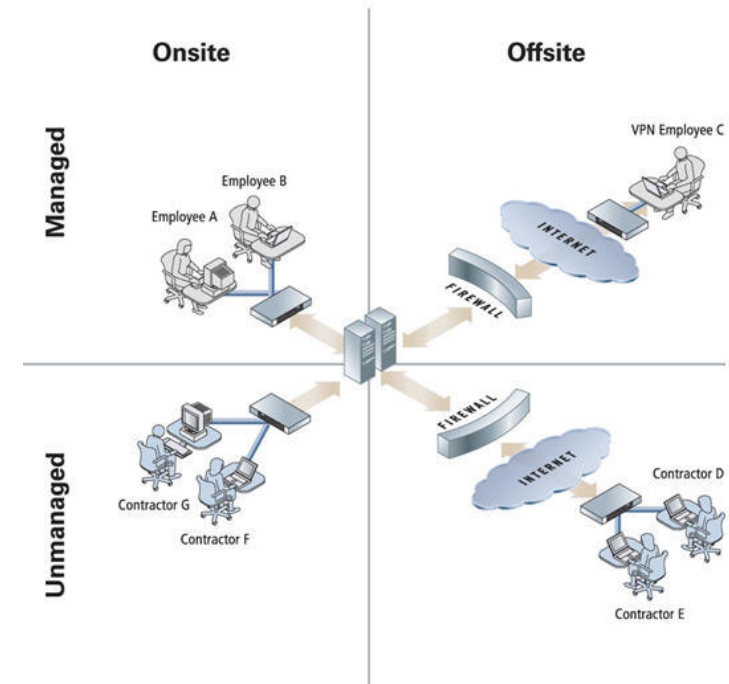 Onsite
Offsite
Managed
VPN Employee C
Employee B
Employee A
INTERNET
FIREWALL
Unmanaged
FIREWALL
INTERNET
Contractor G
Contractor F
Contractor D
Contractor E